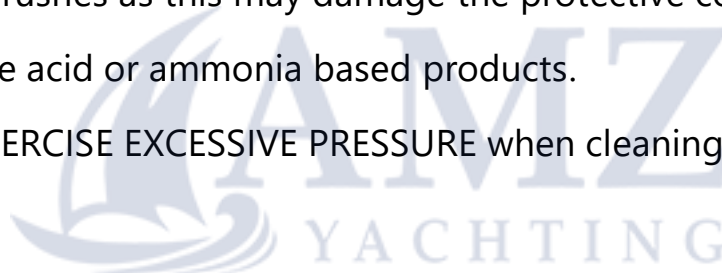 rushes as this may damage the protective co
e acid or ammonia based products.
ERCISE EXCESSIVE PRESSURE when cleaning
AMZ
YACHTING